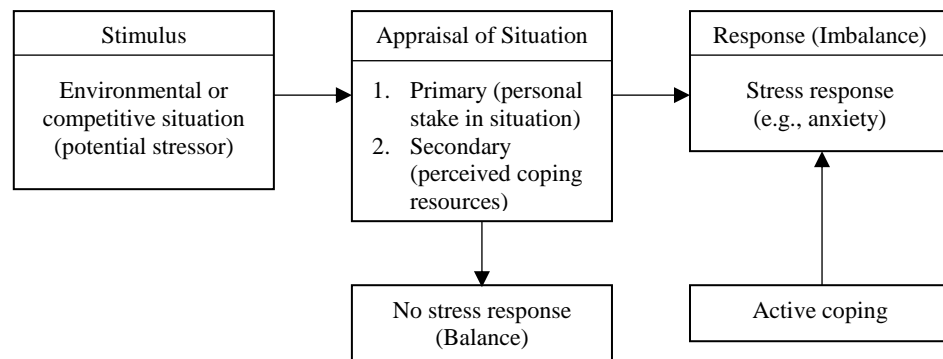 Stimulus
Environmental or
competitive situation
(potential stressor)
Appraisal of Situation
1. Primary (personal
stake in situation)
2. Secondary
(perceived coping
resources)
Response (Imbalance)
Stress response
(e.g., anxiety)
No stress response
(Balance)
Active coping